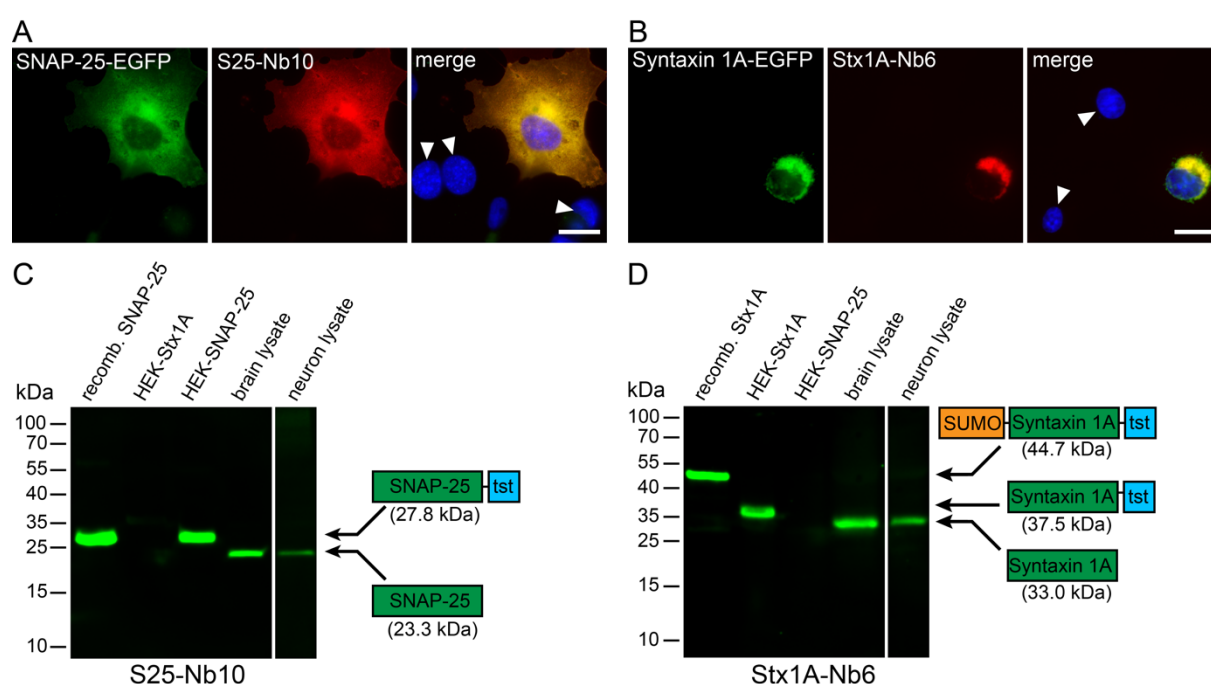 A
SNAP-25-EGFP
S25-Nb10
merge
B
Syntaxin 1A-EGFP
Stx1A-Nb6
merge
C
kDa
recomb. SNAP-25
HEK-Stx1A
HEK-SNAP-25
brain lysate
neuron lysate
100
70
55
40
35
25
15
10
SNAP-25 tst
(27.8 kDa)
SNAP-25
(23.3 kDa)
S25-Nb10
D
kDa
recomb. Stx1A
HEK-Stx1A
HEK-SNAP-25
brain lysate
neuron lysate
100
70
55
40
35
25
15
10
SUMO Syntaxin 1A tst
(44.7 kDa)
Syntaxin 1A tst
(37.5 kDa)
Syntaxin 1A
(33.0 kDa)
Stx1A-Nb6